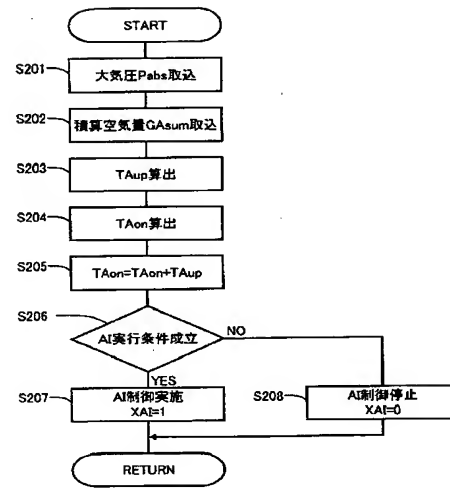 START
S201
大気圧Pabs取込
S202
積算空気量GAsum取込
S203
TAup算出
S204
TAon算出
S205
TAon=TAon+TAup
S206
AI実行条件成立
NO
YES
S207
AI制御実施
XAI=1
S208
AI制御停止
XAI=0
RETURN